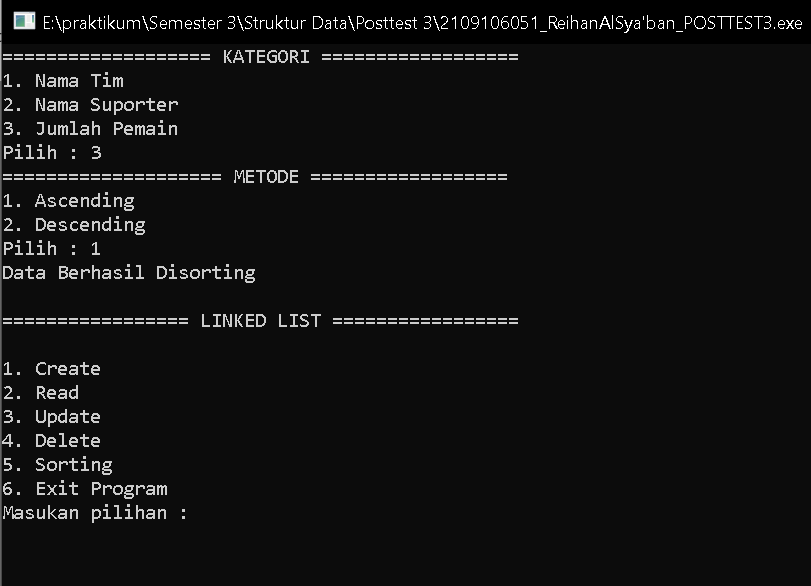 E:\praktikum\Semester 3\Struktur Data\Posttest 3\2109106051_ReihanAlSya'ban_POSTTEST3.exe
=================== KATEGORI ==================
1. Nama Tim
2. Nama Suporter
3. Jumlah Pemain
Pilih : 3
==================== METODE ==================
1. Ascending
2. Descending
Pilih : 1
Data Berhasil Disorting
================= LINKED LIST =================
1. Create
2. Read
3. Update
4. Delete
5. Sorting
6. Exit Program
Masukan pilihan :